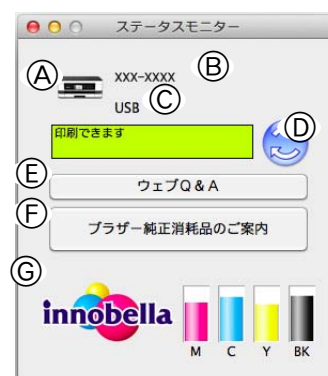 ステータスモニター
Ⓐ
XXX-XXXX
Ⓑ
USB
Ⓒ
印刷できます
Ⓓ
Ⓔ
ウェブQ&A
Ⓕ
ブラザー純正消耗品のご案内
Ⓖ
innobella
M C Y BK